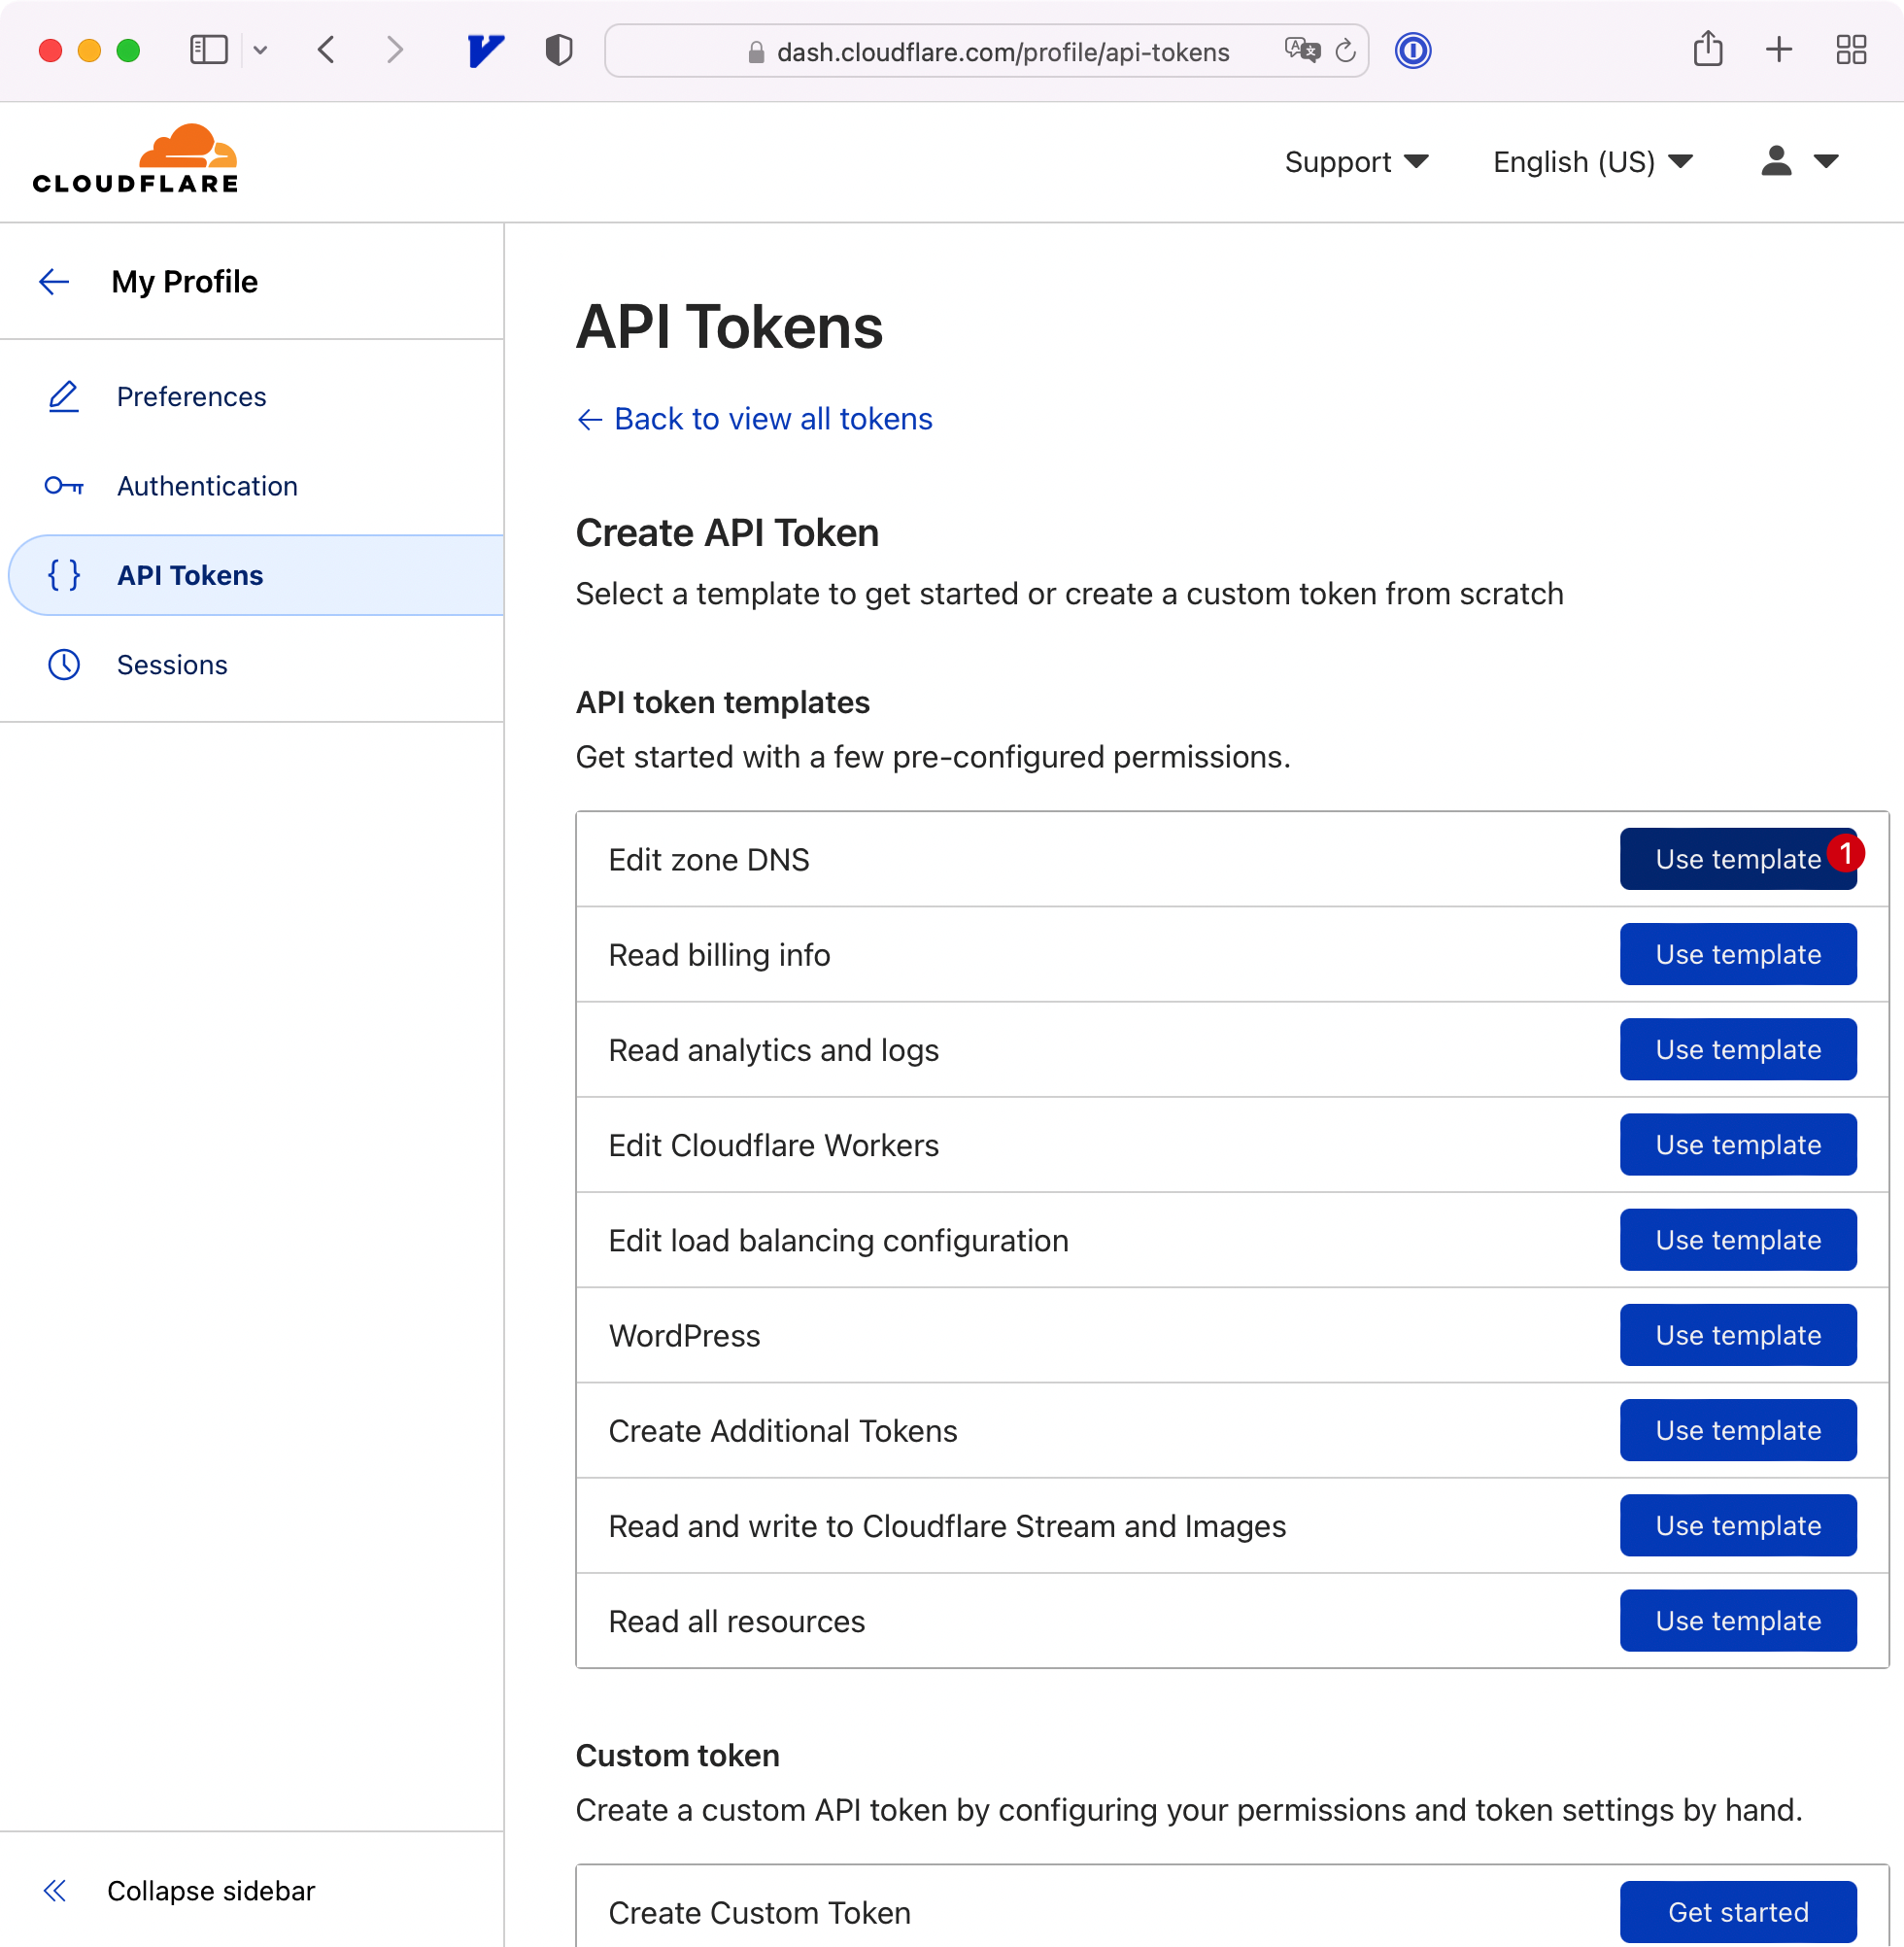 dash.cloudflare.com/profile/api-tokens
CLOUDFLARE
Support
English (US)
My Profile
Preferences
Authentication
API Tokens
Sessions
Collapse sidebar
API Tokens
Back to view all tokens
Create API Token
Select a template to get started or create a custom token from scratch
API token templates
Get started with a few pre-configured permissions.
Edit zone DNS Use template 1
Read billing info Use template
Read analytics and logs Use template
Edit Cloudflare Workers Use template
Edit load balancing configuration Use template
WordPress Use template
Create Additional Tokens Use template
Read and write to Cloudflare Stream and Images Use template
Read all resources Use template
Custom token
Create a custom API token by configuring your permissions and token settings by hand.
Create Custom Token Get started